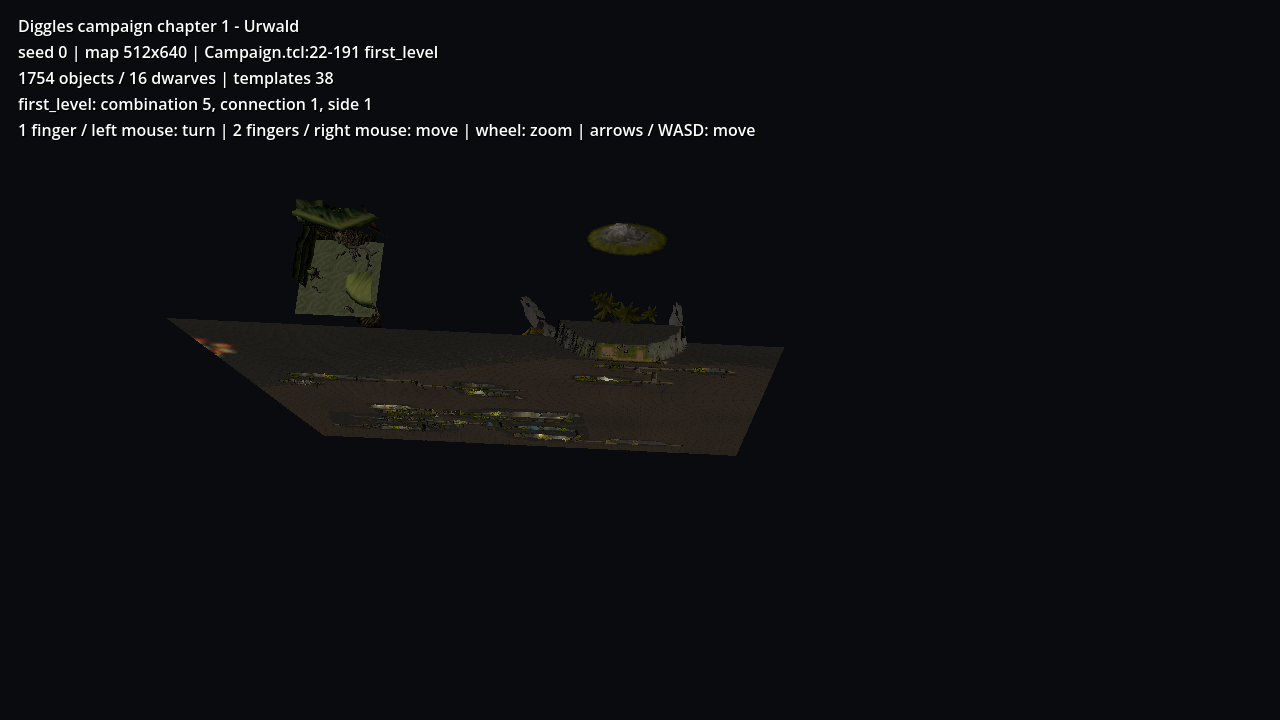 Diggles campaign chapter 1 - Urwald
seed 0 | map 512x640 | Campaign.tcl:22-191 first_level
1754 objects / 16 dwarves | templates 38
first_level: combination 5, connection 1, side 1
1 finger / left mouse: turn | 2 fingers / right mouse: move | wheel: zoom | arrows / WASD: move